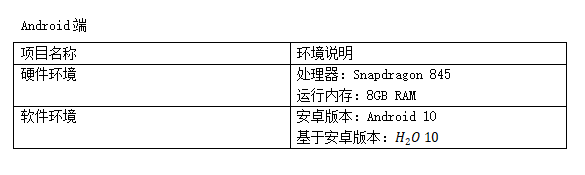 Android端
项目名称 环境说明
硬件环境 处理器：Snapdragon 845
运行内存：8GB RAM
软件环境 安卓版本：Android 10
基于安卓版本：H₂O 10